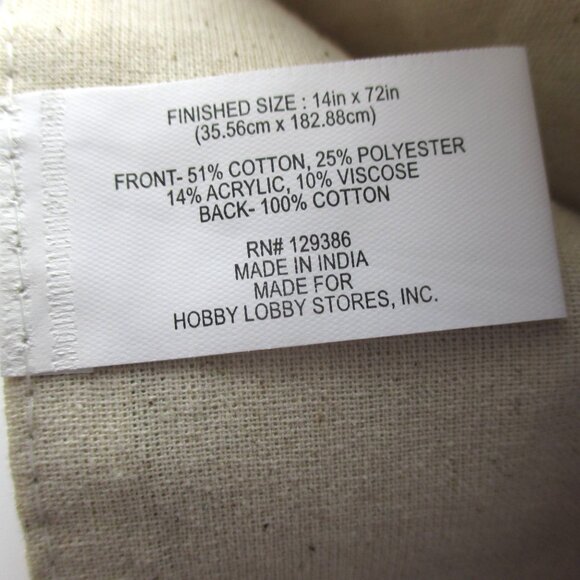 FINISHED SIZE : 14in x 72in
(35.56cm x 182.88cm)
FRONT- 51% COTTON, 25% POLYESTER
14% ACRYLIC, 10% VISCOSE
BACK- 100% COTTON
RN# 129386
MADE IN INDIA
MADE FOR
HOBBY LOBBY STORES, INC.